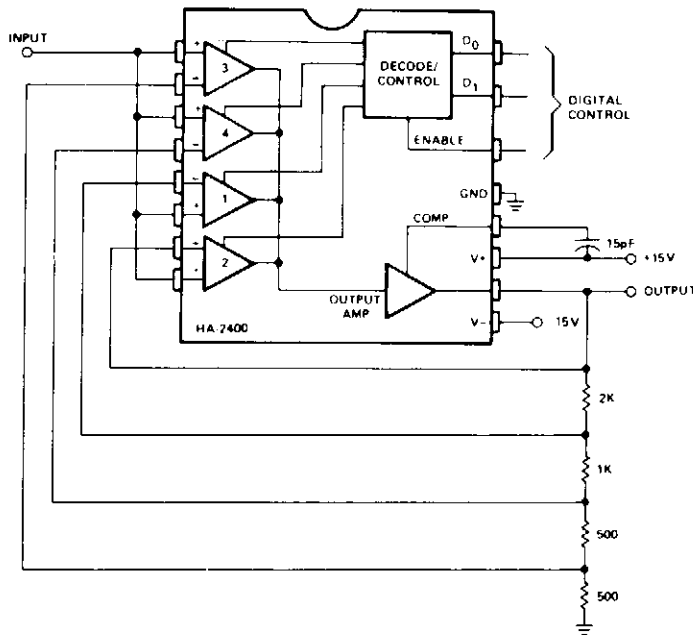 INPUT
+
-
3
+
-
4
-
+
1
+
-
2
DECODE/
CONTROL
D0
D1
ENABLE
DIGITAL
CONTROL
GND
COMP
15pF
V+
+15V
OUTPUT
AMP
OUTPUT
V-
15V
HA-2400
2K
1K
500
500